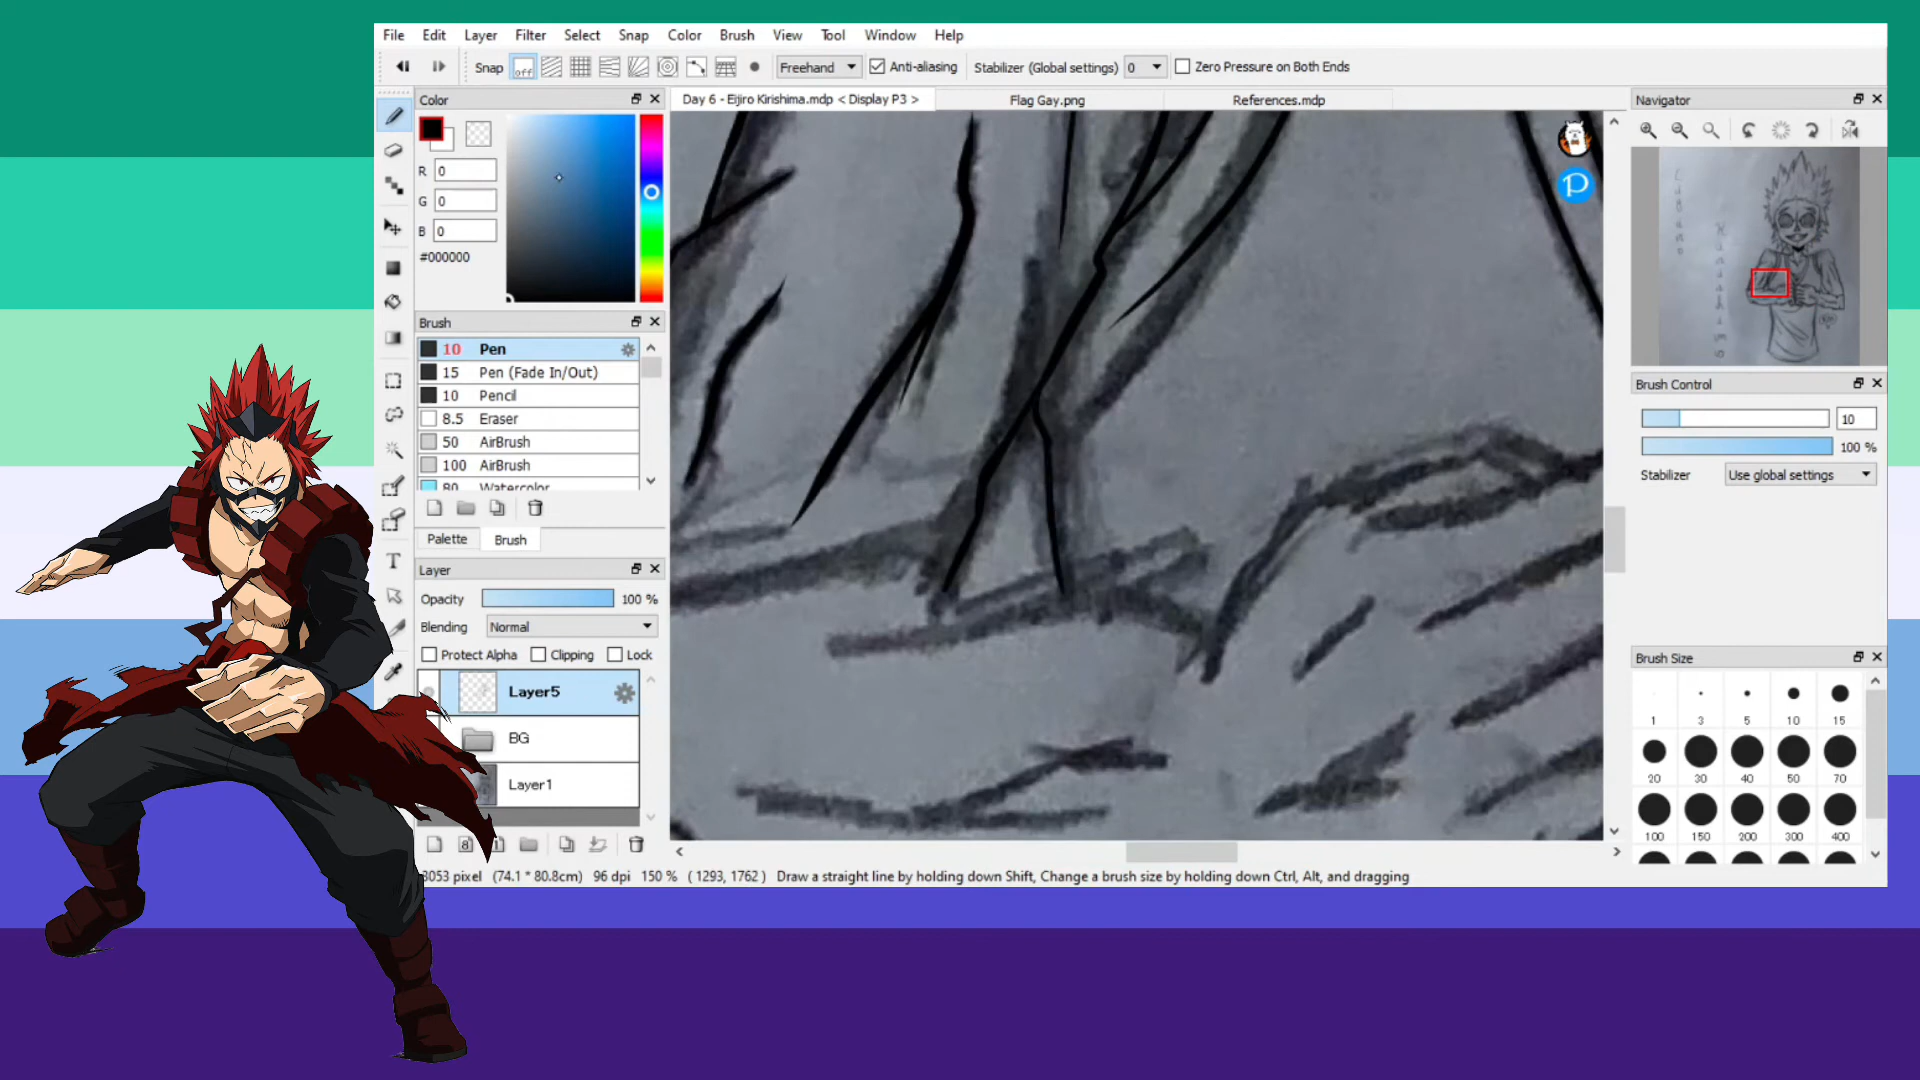 File Edit Layer Filter Select Snap Color Brush View Tool Window Help
Snap off Freehand Anti-aliasing Stabilizer (Global settings) 0 Zero Pressure on Both Ends
Color
R 0
G 0
B 0
#000000
Brush
10 Pen
15 Pen (Fade In/Out)
10 Pencil
8.5 Eraser
50 AirBrush
100 AirBrush
80 Watercolor
Palette Brush
Layer
Opacity 100 %
Blending Normal
Protect Alpha Clipping Lock
Layer5
BG
Layer1
Day 6 - Eijiro Kirishima.mdp < Display P3 > Flag Gay.png References.mdp
Navigator
Brush Control
10
100 %
Stabilizer Use global settings
Brush Size
1 3 5 10 15
20 30 40 50 70
100 150 200 300 400
3053 pixel (74.1 * 80.8cm) 96 dpi 150 % ( 1293, 1762 ) Draw a straight line by holding down Shift, Change a brush size by holding down Ctrl, Alt, and dragging